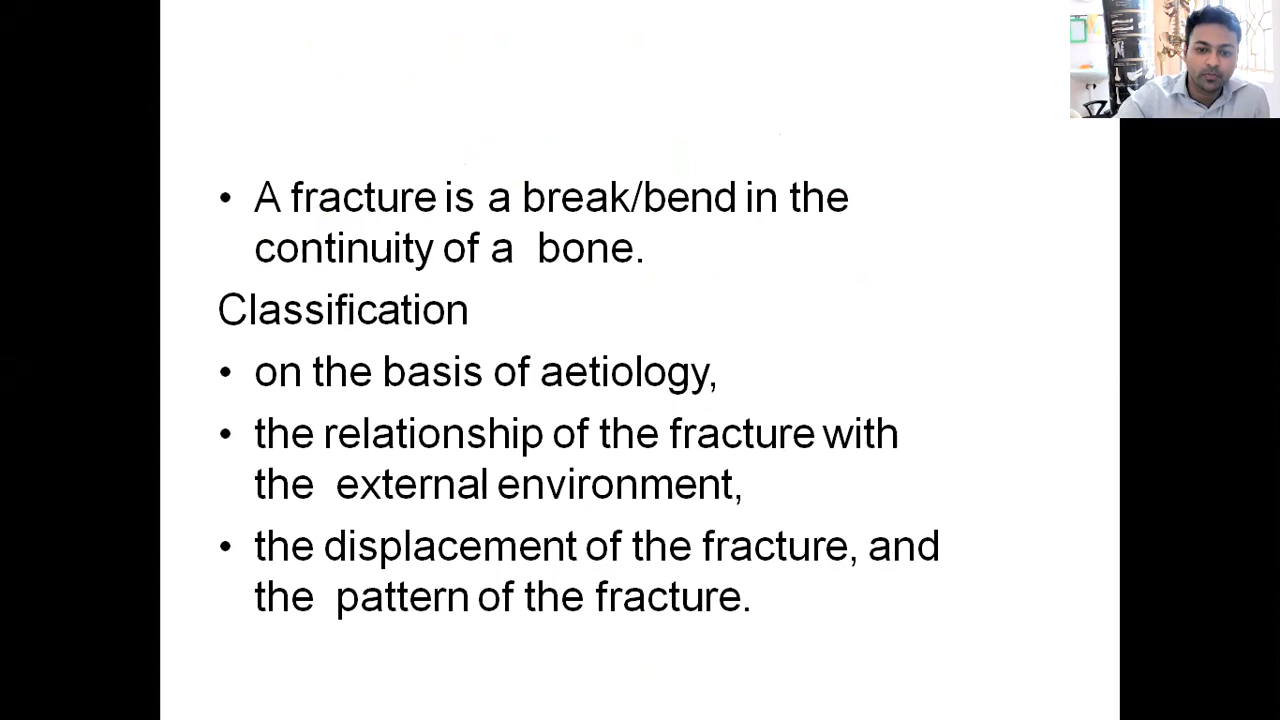 • A fracture is a break/bend in the
continuity of a bone.
Classification
• on the basis of aetiology,
• the relationship of the fracture with
the external environment,
• the displacement of the fracture, and
the pattern of the fracture.